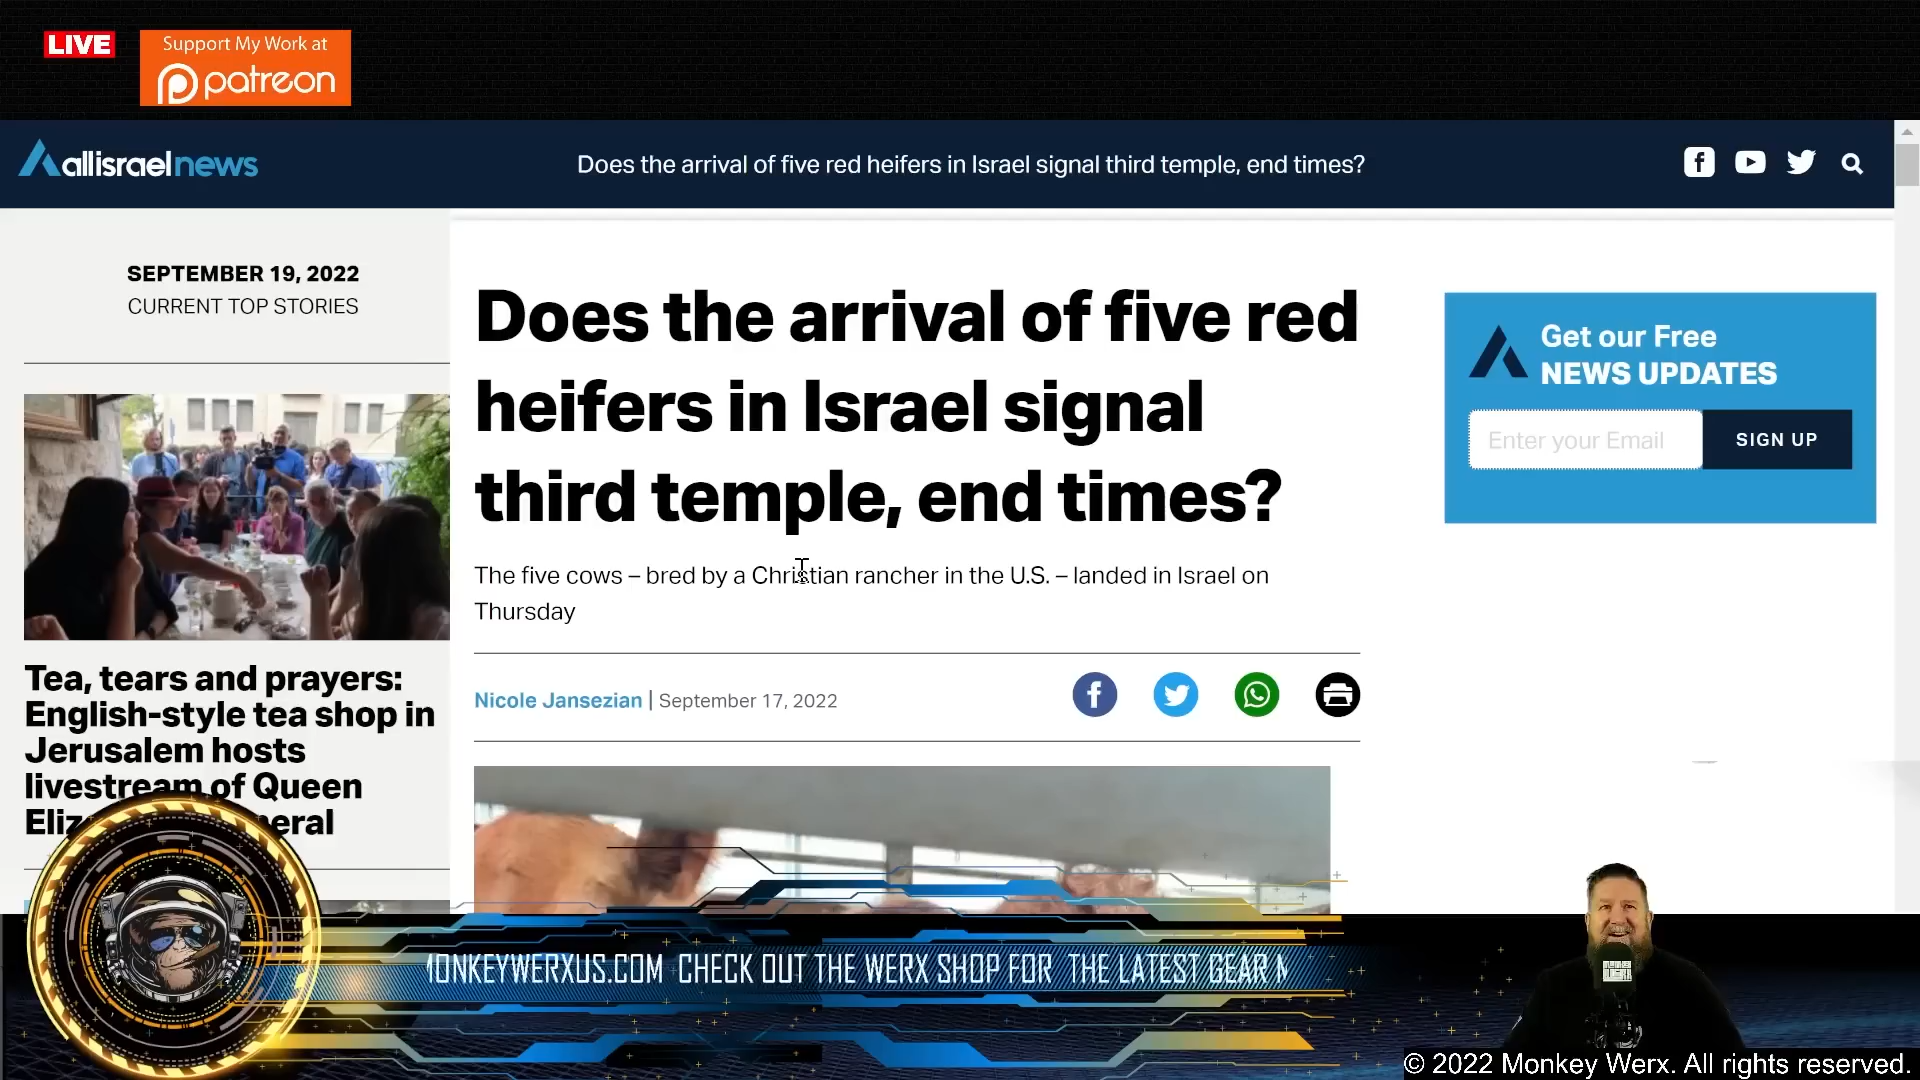 LIVE
Support My Work at
patreon
allisraelnews
Does the arrival of five red heifers in Israel signal third temple, end times?
SEPTEMBER 19, 2022
CURRENT TOP STORIES
Tea, tears and prayers:
English-style tea shop in
Jerusalem hosts
livestream of Queen
Does the arrival of five red
heifers in Israel signal
third temple, end times?
The five cows – bred by a Christian rancher in the U.S. – landed in Israel on
Thursday
Nicole Jansezian | September 17, 2022
Get our Free
NEWS UPDATES
Enter your Email
SIGN UP
MONKEYWERXUS.COM CHECK OUT THE WERX SHOP FOR THE LATEST GEAR
© 2022 Monkey Werx. All rights reserved.